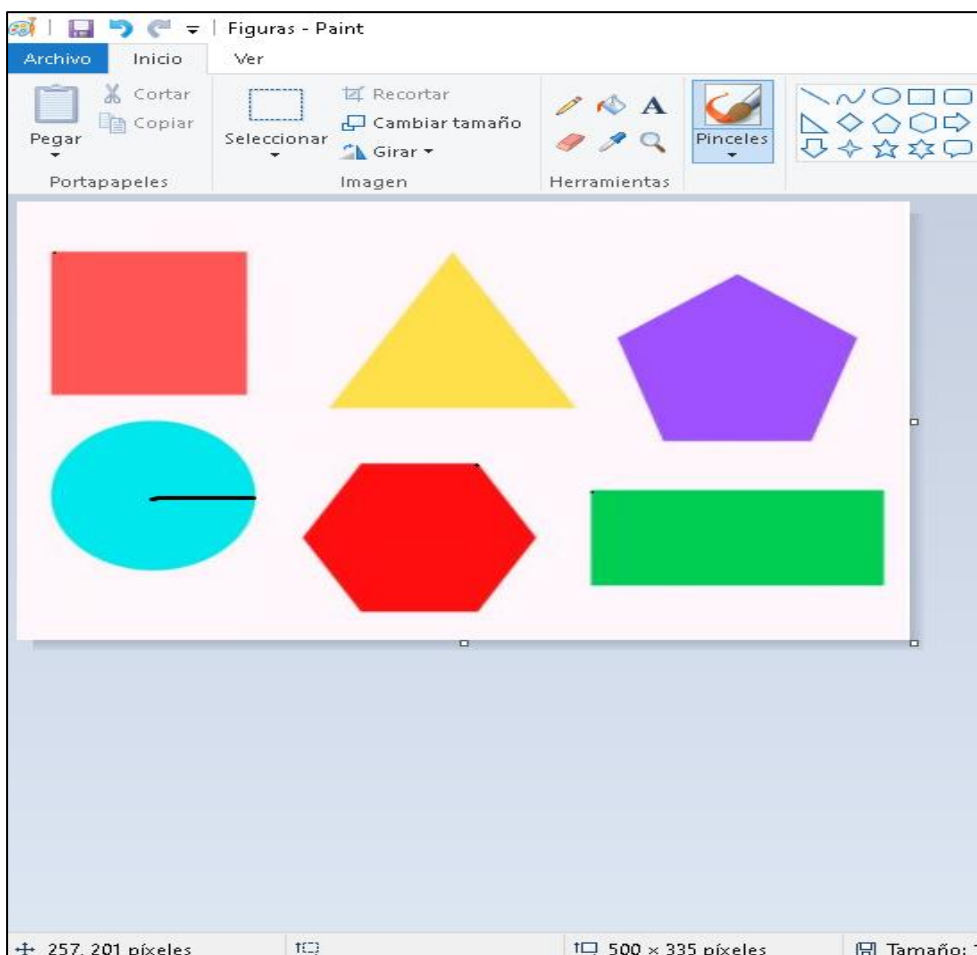 Figuras - Paint
Archivo Inicio Ver
Pegar
Cortar
Copiar
Portapapeles
Seleccionar
Recortar
Cambiar tamaño
Girar
Imagen
A
Herramientas
Pinceles
257, 201 píxeles
500 × 335 píxeles
Tamaño: